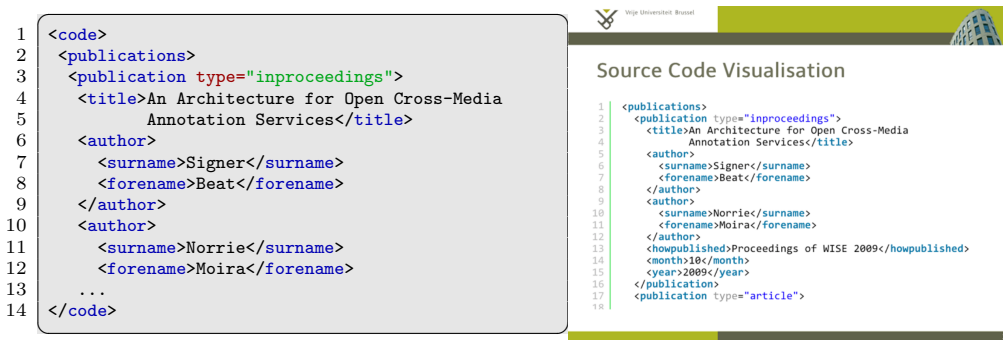 1 <code>
2 <publications>
3 <publication type="inproceedings">
4 <title>An Architecture for Open Cross-Media
5 Annotation Services</title>
6 <author>
7 <surname>Signer</surname>
8 <forename>Beat</forename>
9 </author>
10 <author>
11 <surname>Norrie</surname>
12 <forename>Moira</forename>
13 ...
14 </code>
Vrije Universiteit Brussel
Source Code Visualisation
1 <publications>
2 <publication type="inproceedings">
3 <title>An Architecture for Open Cross-Media
4 Annotation Services</title>
5 <author>
6 <surname>Signer</surname>
7 <forename>Beat</forename>
8 </author>
9 <author>
10 <surname>Norrie</surname>
11 <forename>Moira</forename>
12 </author>
13 <howpublished>Proceedings of WISE 2009</howpublished>
14 <month>10</month>
15 <year>2009</year>
16 </publication>
17 <publication type="article">
18